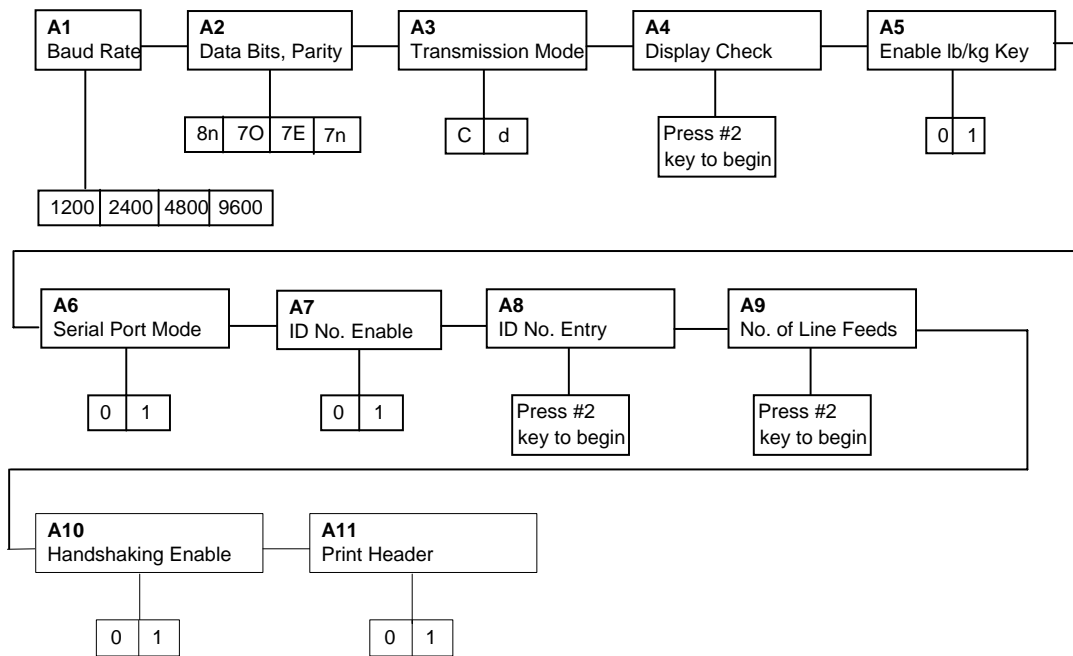 A1
Baud Rate
A2
Data Bits, Parity
A3
Transmission Mode
A4
Display Check
A5
Enable lb/kg Key
8n 7O 7E 7n
C d
Press #2
key to begin
0 1
1200 2400 4800 9600
A6
Serial Port Mode
A7
ID No. Enable
A8
ID No. Entry
A9
No. of Line Feeds
0 1
0 1
Press #2
key to begin
Press #2
key to begin
A10
Handshaking Enable
A11
Print Header
0 1
0 1